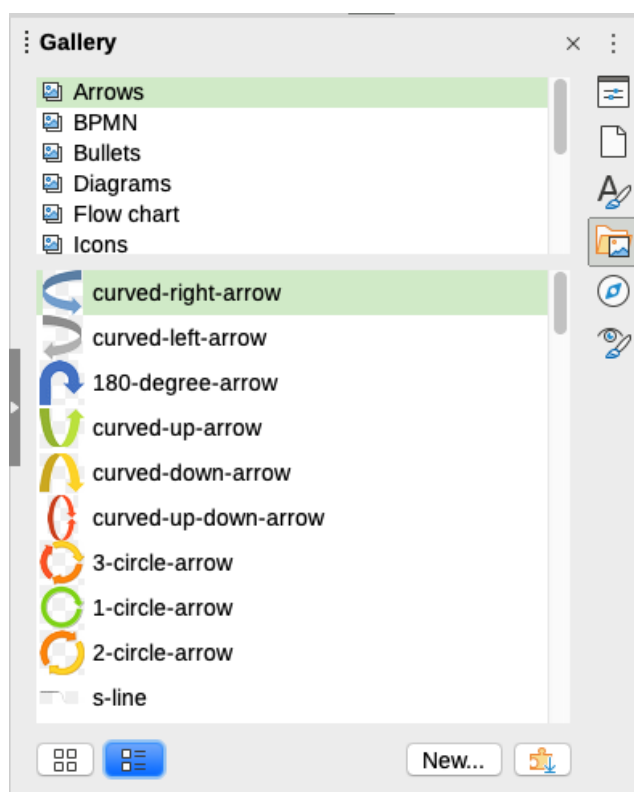 Gallery
Arrows
BPMN
Bullets
Diagrams
Flow chart
Icons
curved-right-arrow
curved-left-arrow
180-degree-arrow
curved-up-arrow
curved-down-arrow
curved-up-down-arrow
3-circle-arrow
1-circle-arrow
2-circle-arrow
s-line
New...